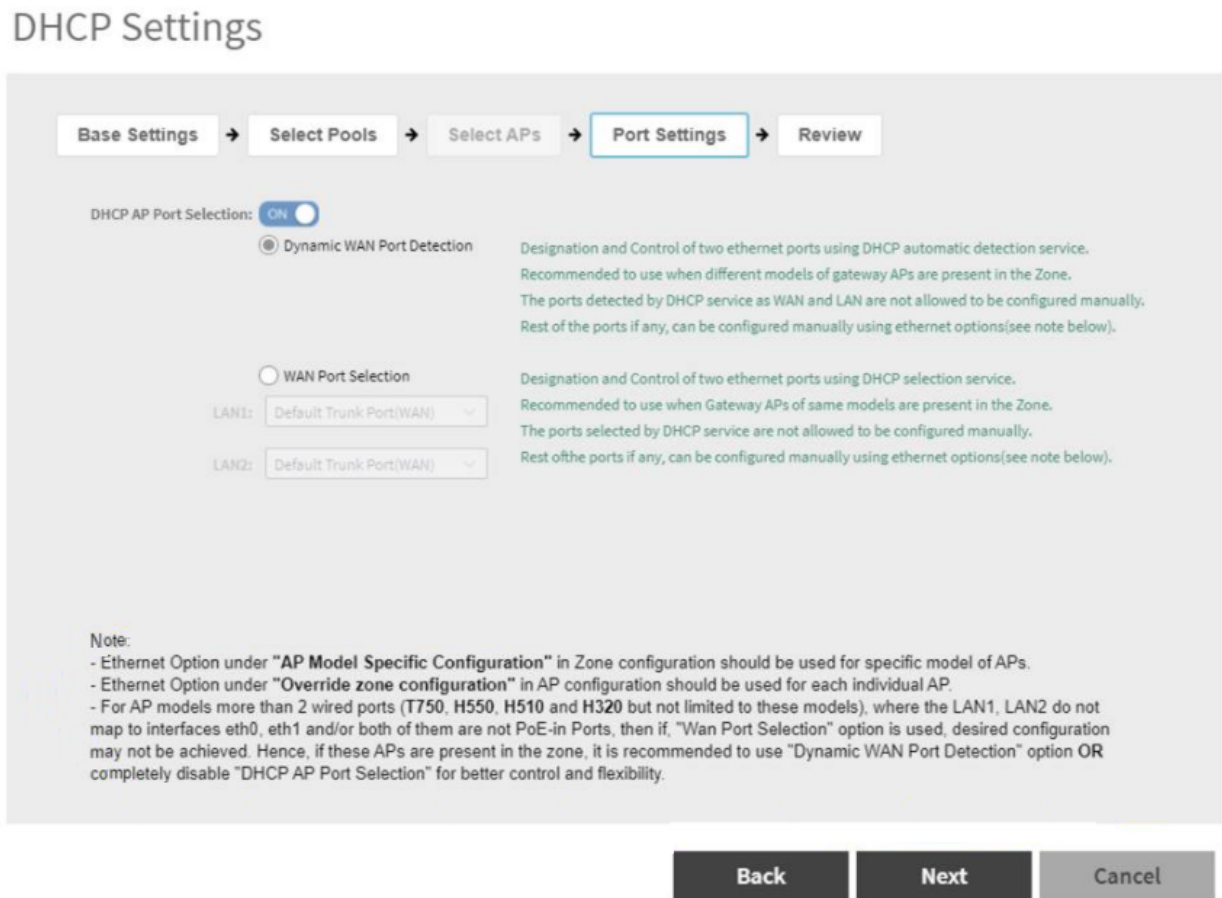 DHCP Settings
Base Settings → Select Pools → Select APs → Port Settings → Review
DHCP AP Port Selection: ON
Dynamic WAN Port Detection
Designation and Control of two ethernet ports using DHCP automatic detection service.
Recommended to use when different models of gateway APs are present in the Zone.
The ports detected by DHCP service as WAN and LAN are not allowed to be configured manually.
Rest of the ports if any, can be configured manually using ethernet options(see note below).
WAN Port Selection
Designation and Control of two ethernet ports using DHCP selection service.
LAN1: Default Trunk Port(WAN)
Recommended to use when Gateway APs of same models are present in the Zone.
The ports selected by DHCP service are not allowed to be configured manually.
LAN2: Default Trunk Port(WAN)
Rest ofthe ports if any, can be configured manually using ethernet options(see note below).
Note:
- Ethernet Option under "AP Model Specific Configuration" in Zone configuration should be used for specific model of APs.
- Ethernet Option under "Override zone configuration" in AP configuration should be used for each individual AP.
- For AP models more than 2 wired ports (T750, H550, H510 and H320 but not limited to these models), where the LAN1, LAN2 do not
map to interfaces eth0, eth1 and/or both of them are not PoE-in Ports, then if, "Wan Port Selection" option is used, desired configuration
may not be achieved. Hence, if these APs are present in the zone, it is recommended to use "Dynamic WAN Port Detection" option OR
completely disable "DHCP AP Port Selection" for better control and flexibility.
Back Next Cancel